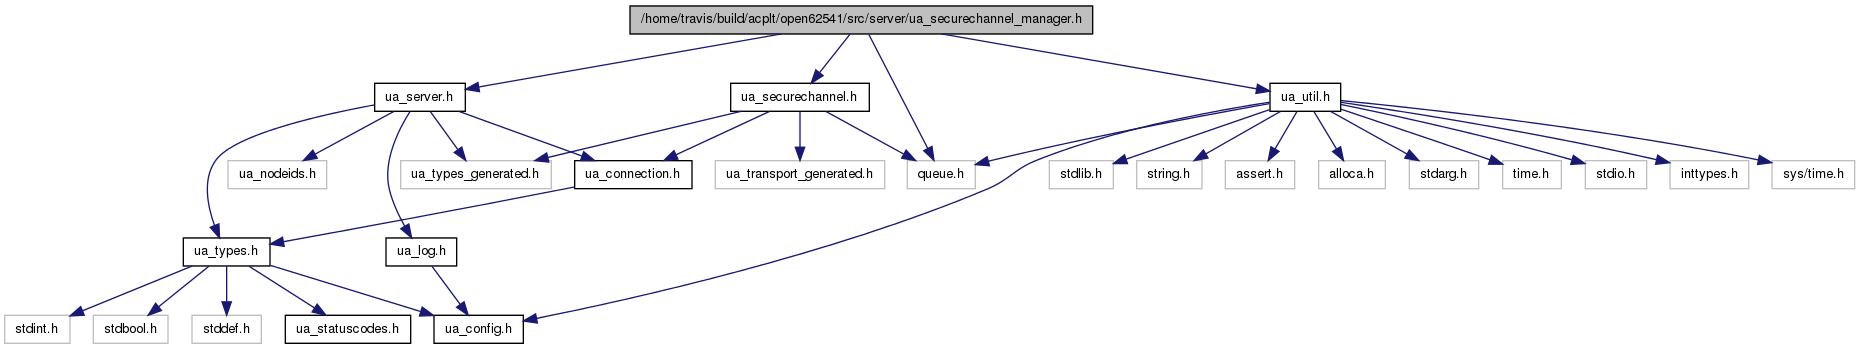 /home/travis/build/acplt/open62541/src/server/ua_securechannel_manager.h
ua_server.h
ua_securechannel.h
ua_util.h
ua_nodeids.h
ua_types_generated.h
ua_connection.h
ua_transport_generated.h
queue.h
stdlib.h
string.h
assert.h
alloca.h
stdarg.h
time.h
stdio.h
inttypes.h
sys/time.h
ua_types.h
ua_log.h
stdint.h
stdbool.h
stddef.h
ua_statuscodes.h
ua_config.h